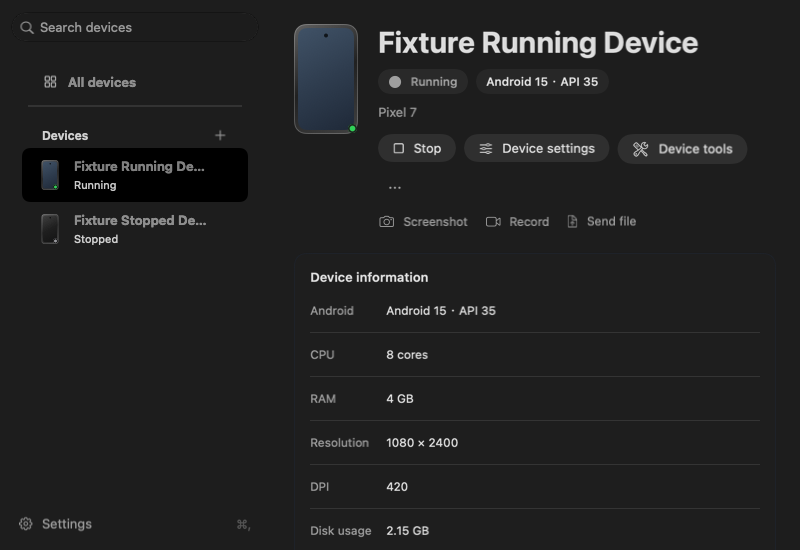 Search devices
All devices
Devices
Fixture Running De...
Running
Fixture Stopped De...
Stopped
Settings
⌘,
Fixture Running Device
Running
Android 15 · API 35
Pixel 7
Stop
Device settings
Device tools
...
Screenshot
Record
Send file
Device information
Android Android 15 · API 35
CPU 8 cores
RAM 4 GB
Resolution 1080 × 2400
DPI 420
Disk usage 2.15 GB